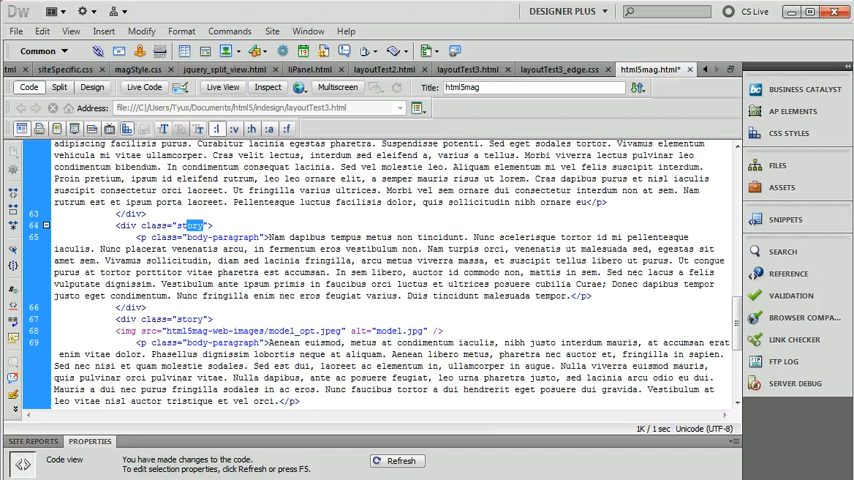 Dw
DESIGNER PLUS
CS Live
File Edit View Insert Modify Format Commands Site Window Help
Common
siteSpecific.css magStyle.css jquery_split_view.html liPanel.html layoutTest2.html layoutTest3.html layoutTest3_edge.css html5mag.html*
Code Split Design Live Code Live View Inspect Multiscreen Title: html5mag
Address: file:///C|/Users/Tyus/Documents/html5/indesign/layoutTest3.html
adipiscing facilisis purus. Curabitur lacinia egestas pharetra. Suspendisse potenti. Sed eget sodales tortor. Vivamus elementum
vehicula mi vitae ullamcorper. Cras velit lectus, interdum sed eleifend a, varius a tellus. Morbi viverra lectus pulvinar leo
condimentum bibendum. In condimentum consequat lacinia. Sed vel molestie leo. Aliquam elementum mi vel felis suscipit interdum.
Proin pretium, ipsum id eleifend rutrum, leo leo ornare elit, a semper mauris risus ut lorem. Cras dapibus, metus at placerat
suscipit consectetur orci laoreet. Ut fringilla varius ultrices. Morbi vel sem ornare dui consectetur interdum non at sem. In
rutrum est et ipsum porta laoreet. Pellentesque luctus facilisis dolor, quis sollicitudin orci hendrerit eu</p>
63 </div>
64 <div class="story">
65 <p class="body-paragraph">Nam dapibus tempus metus non tincidunt. Nunc scelerisque tortor id mi pellentesque
iaculis. Nunc placerat venenatis arcu, in fermentum eros vestibulum non. Nam turpis orci, venenatis ut malesuada sed, egestas sit
amet sem. Vivamus sollicitudin, diam sed lacinia fringilla, arcu metus viverra massa, et suscipit tellus libero ut turpis. Ut congue
purus at tortor porttitor vitae pharetra est accumsan. In sem libero, auctor id commodo non, mattis in sem. Sed nec lacus a felis
vulputate dignissim. Vestibulum ante ipsum primis in faucibus orci luctus et ultrices posuere cubilia Curae; Donec mattis est et
justo eget condimentum. Nunc fringilla enim nec eros feugiat varius. Duis tincidunt malesuada tempor.</p>
66 </div>
67 <div class="story">
68 <img src="html5mag-web-images/model_opt.jpeg" alt="model.jpg" />
69 <p class="body-paragraph">Aenean euismod, metus at condimentum iaculis, nibh justo interdum mauris, at accumsan erat
enim vitae dolor. Phasellus dignissim lobortis neque at aliquam. Aenean libero metus, pharetra nec auctor et, ullamcorper in sapien.
Sed nec nisi et quam mollis blandit. Sed est dui, laoreet ac elementum in, ullamcorper in augue. Nulla viverra euismod mauris,
quis pulvinar orci pulvinar vitae. Donec ac posuere feugiat, leo urna pharetra justo, sed lacinia arcu odio eu dui.
Mauris a dui nec purus fringilla sodales in ac eros. Nunc faucibus tortor a dui hendrerit eget posuere dui gravida. Vestibulum at
leo vitae nisl auctor tristique et vel orci.</p>
1K / 1 sec Unicode (UTF-8)
SITE REPORTS PROPERTIES
Code view
You have made changes to the code.
To edit selection properties, click Refresh or press F5.
Refresh
BUSINESS CATALYST
AP ELEMENTS
CSS STYLES
FILES
ASSETS
SNIPPETS
SEARCH
REFERENCE
VALIDATION
BROWSER COMPA...
LINK CHECKER
FTP LOG
SERVER DEBUG